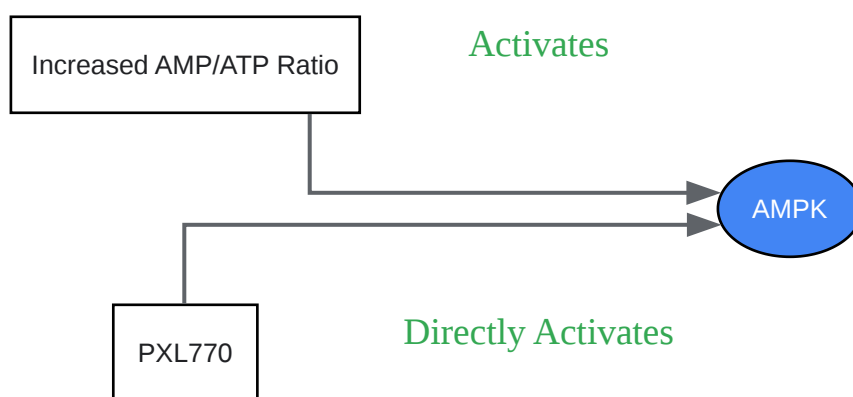 Activates
Increased AMP/ATP Ratio
AMPK
Directly Activates
PXL770